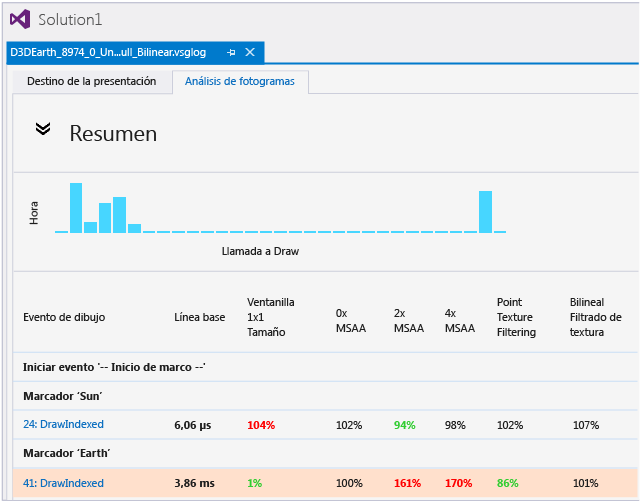 Solution1
D3DEarth_8974_0_Un...ull_Bilinear.vsglog
Destino de la presentación
Análisis de fotogramas
Resumen
Hora
Llamada a Draw
Evento de dibujo
Línea base
Ventanilla
1x1
Tamaño
0x
MSAA
2x
MSAA
4x
MSAA
Point
Texture
Filtering
Bilineal
Filtrado de
textura
Iniciar evento '-- Inicio de marco --'
Marcador 'Sun'
24: DrawIndexed 6,06 µs 104% 102% 94% 98% 102% 107%
Marcador 'Earth'
41: DrawIndexed 3,86 ms 1% 100% 161% 170% 86% 101%